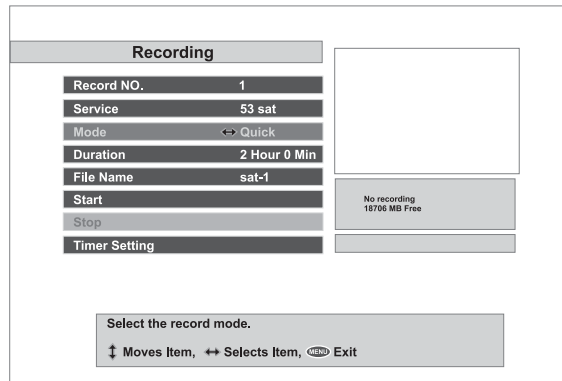 Recording
Record NO. 1
Service 53 sat
Mode ↔ Quick
Duration 2 Hour 0 Min
File Name sat-1
Start
Stop
Timer Setting
No recording
18706 MB Free
Select the record mode.
↕ Moves Item, ↔ Selects Item, MENU Exit